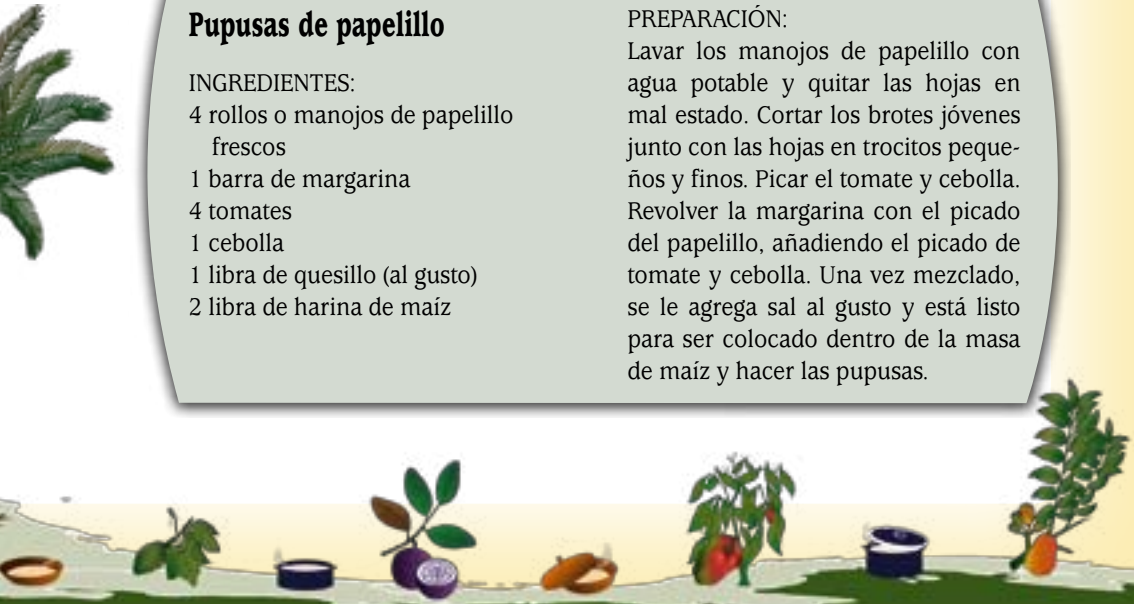 Pupusas de papelillo
INGREDIENTES:
4 rollos o manojos de papelillo
frescos
1 barra de margarina
4 tomates
1 cebolla
1 libra de quesillo (al gusto)
2 libra de harina de maíz
PREPARACIÓN:
Lavar los manojos de papelillo con
agua potable y quitar las hojas en
mal estado. Cortar los brotes jóvenes
junto con las hojas en trocitos peque-
ños y finos. Picar el tomate y cebolla.
Revolver la margarina con el picado
del papelillo, añadiendo el picado de
tomate y cebolla. Una vez mezclado,
se le agrega sal al gusto y está listo
para ser colocado dentro de la masa
de maíz y hacer las pupusas.